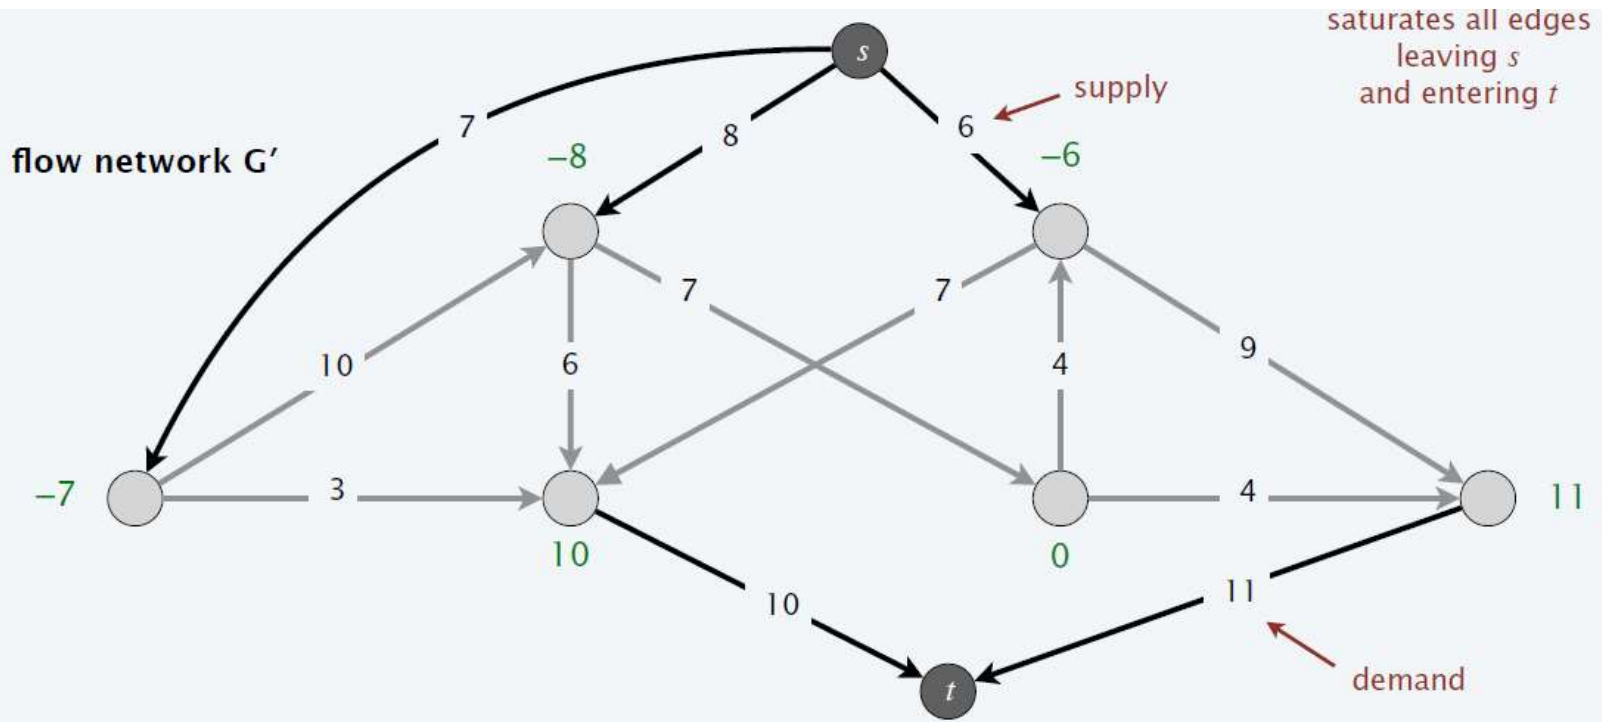 saturates all edges
leaving s
and entering t
s
supply
7
8
6
flow network G′
−8
−6
7
7
10
6
4
9
−7
3
4
11
10
0
10
11
t
demand